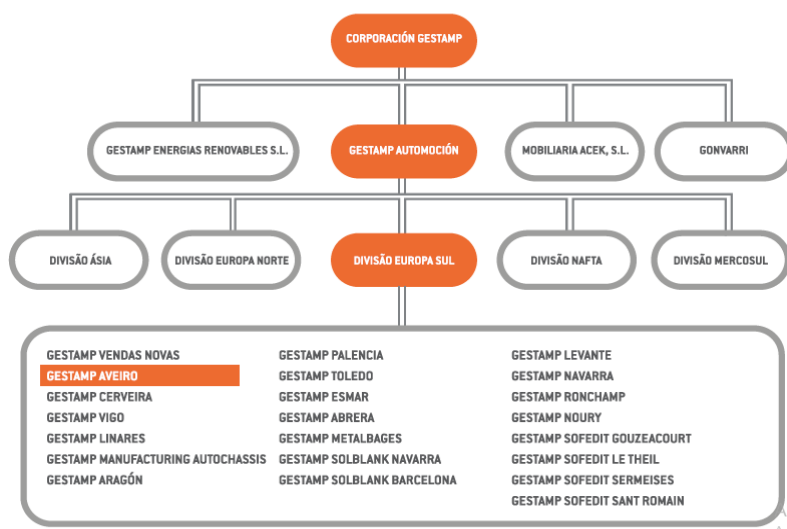 CORPORACIÓN GESTAMP
GESTAMP ENERGIAS RENOVABLES S.L.
GESTAMP AUTOMOCIÓN
MOBILIARIA ACEK, S.L.
GONVARRI
DIVISÃO ÁSIA
DIVISÃO EUROPA NORTE
DIVISÃO EUROPA SUL
DIVISÃO NAFTA
DIVISÃO MERCOSUL
GESTAMP VENDAS NOVAS
GESTAMP AVEIRO
GESTAMP CERVEIRA
GESTAMP VIGO
GESTAMP LINARES
GESTAMP MANUFACTURING AUTOCHASSIS
GESTAMP ARAGÓN
GESTAMP PALENCIA
GESTAMP TOLEDO
GESTAMP ESMAR
GESTAMP ABRERA
GESTAMP METALBAGES
GESTAMP SOLBLANK NAVARRA
GESTAMP SOLBLANK BARCELONA
GESTAMP LEVANTE
GESTAMP NAVARRA
GESTAMP RONCHAMP
GESTAMP NOURY
GESTAMP SOFEDIT GOUZEACOURT
GESTAMP SOFEDIT LE THEIL
GESTAMP SOFEDIT SERMEISES
GESTAMP SOFEDIT SANT ROMAIN